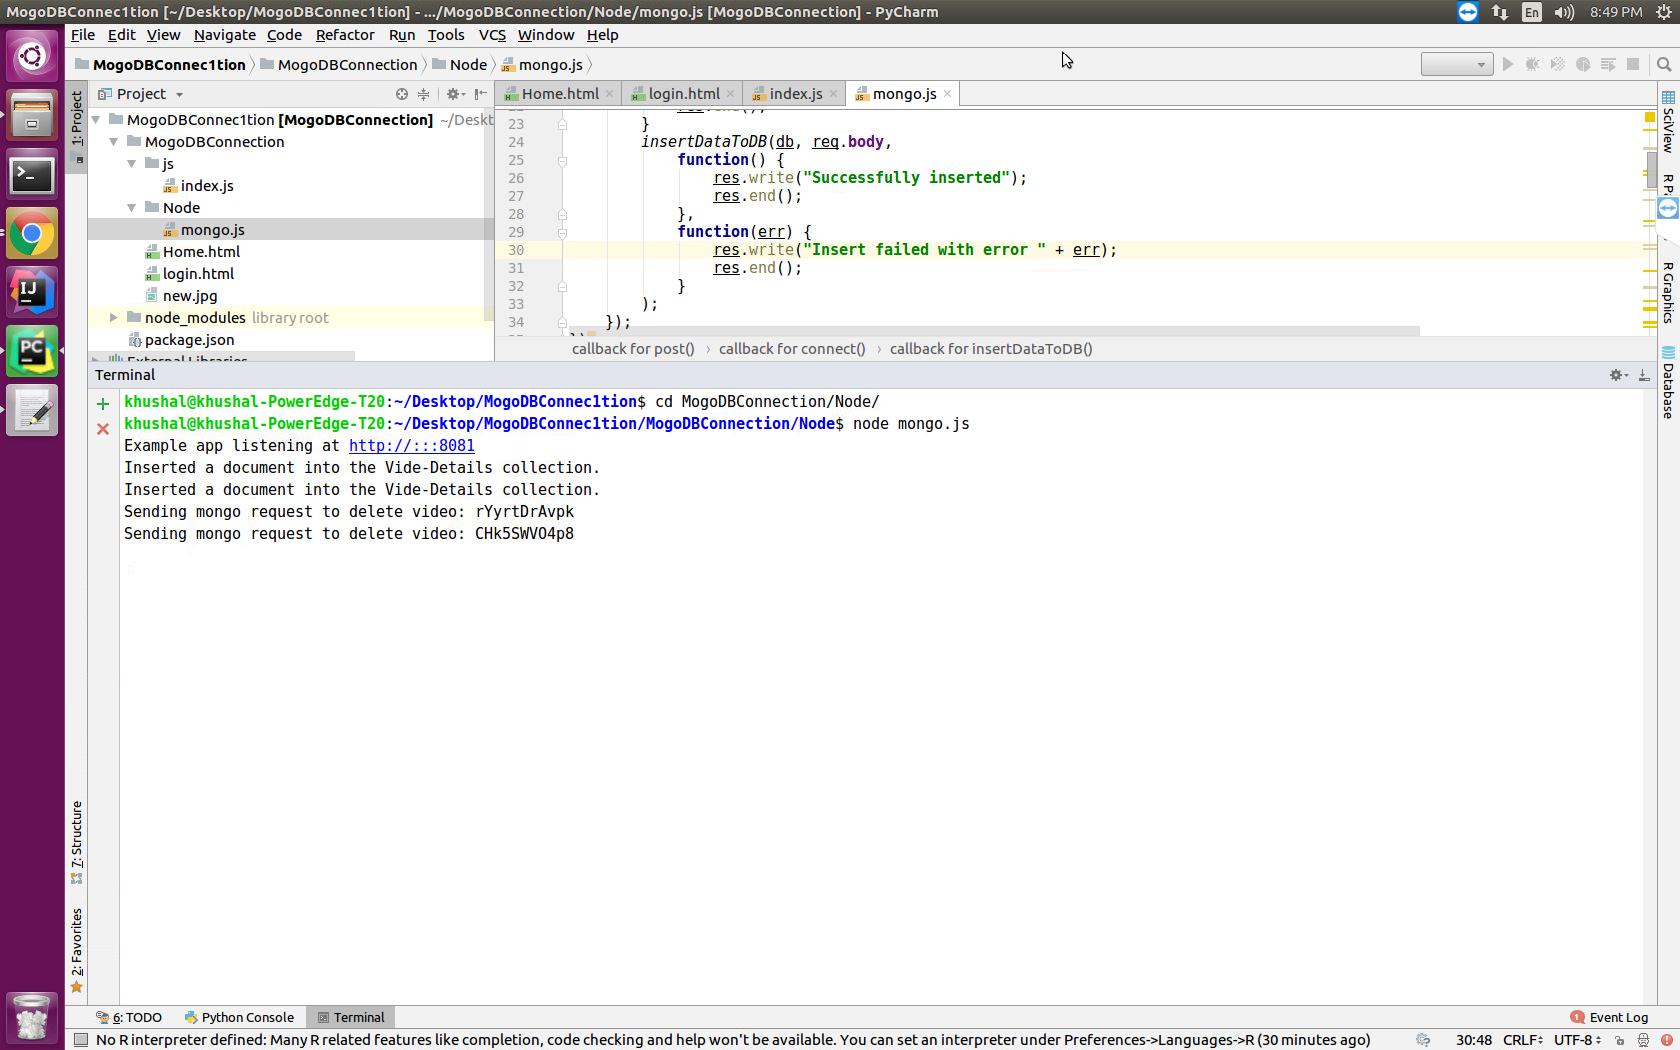 MogoDBConnec1tion [~/Desktop/MogoDBConnec1tion] - .../MogoDBConnection/Node/mongo.js [MogoDBConnection] - PyCharm
En
8:49 PM
File Edit View Navigate Code Refactor Run Tools VCS Window Help
MogoDBConnec1tion MogoDBConnection Node mongo.js
1: Project
Project
MogoDBConnec1tion [MogoDBConnection] ~/Deskt
MogoDBConnection
js
index.js
Node
mongo.js
Home.html
login.html
new.jpg
node_modules library root
package.json
External Libraries
Home.html login.html index.js mongo.js
23 }
24 insertDataToDB(db, req.body,
25 function() {
26 res.write("Successfully inserted");
27 res.end();
28 },
29 function(err) {
30 res.write("Insert failed with error " + err);
31 res.end();
32 }
33 );
34 });
callback for post() › callback for connect() › callback for insertDataToDB()
SciView
R Graphics
Database
Terminal
khushal@khushal-PowerEdge-T20:~/Desktop/MogoDBConnec1tion$ cd MogoDBConnection/Node/
khushal@khushal-PowerEdge-T20:~/Desktop/MogoDBConnec1tion/MogoDBConnection/Node$ node mongo.js
Example app listening at http://:::8081
Inserted a document into the Vide-Details collection.
Inserted a document into the Vide-Details collection.
Sending mongo request to delete video: rYyrtDrAvpk
Sending mongo request to delete video: CHk5SWVO4p8
7: Structure
2: Favorites
6: TODO Python Console Terminal
1 Event Log
No R interpreter defined: Many R related features like completion, code checking and help won't be available. You can set an interpreter under Preferences->Languages->R (30 minutes ago)
30:48 CRLF UTF-8